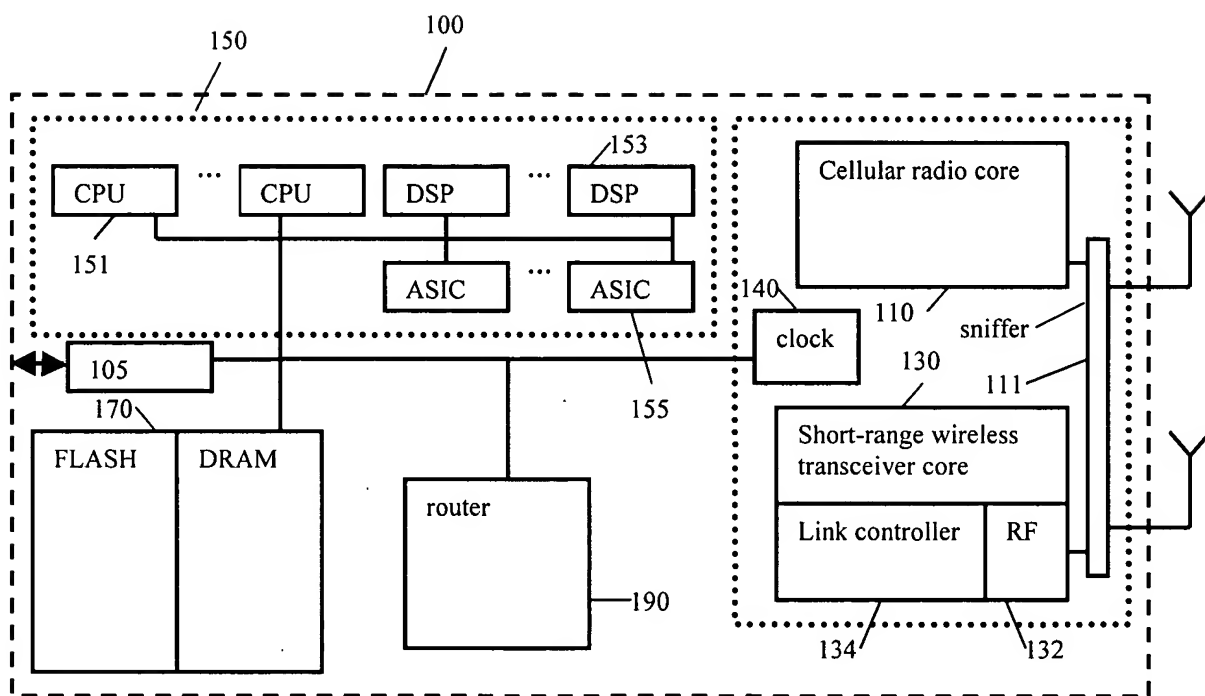 150
100
CPU
...
CPU
DSP
...
153
DSP
151
ASIC
...
ASIC
155
105
170
FLASH
DRAM
router
190
Cellular radio core
110
sniffer
111
140
clock
130
Short-range wireless
transceiver core
Link controller
RF
134
132